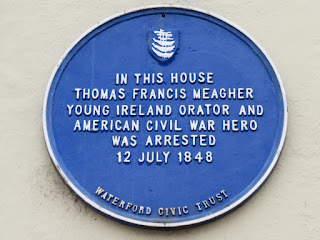 IN THIS HOUSE
THOMAS FRANCIS MEAGHER
YOUNG IRELAND ORATOR AND
AMERICAN CIVIL WAR HERO
WAS ARRESTED
12 JULY 1848
WATERFORD CIVIC TRUST